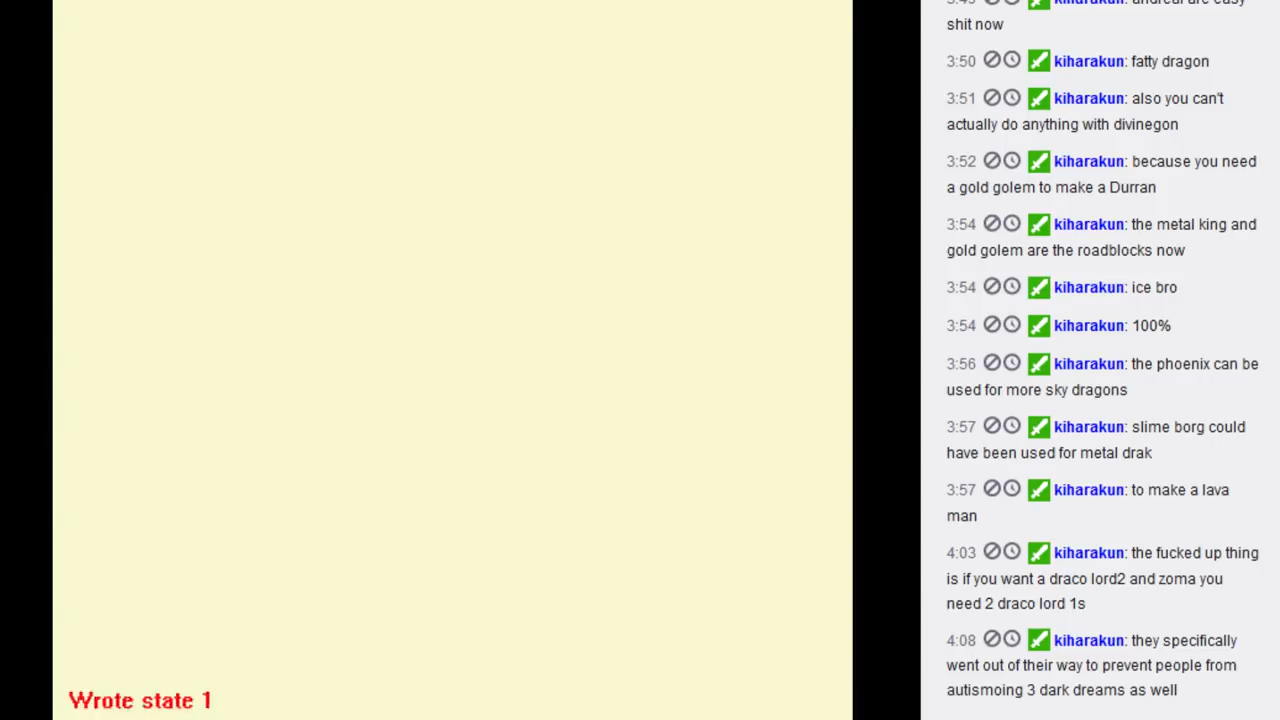 3:49 kiharakun: andreal are easy
shit now
3:50 kiharakun: fatty dragon
3:51 kiharakun: also you can't
actually do anything with divinegon
3:52 kiharakun: because you need
a gold golem to make a Durran
3:54 kiharakun: the metal king and
gold golem are the roadblocks now
3:54 kiharakun: ice bro
3:54 kiharakun: 100%
3:56 kiharakun: the phoenix can be
used for more sky dragons
3:57 kiharakun: slime borg could
have been used for metal drak
3:57 kiharakun: to make a lava
man
4:03 kiharakun: the fucked up thing
is if you want a draco lord2 and zoma you
need 2 draco lord 1s
4:08 kiharakun: they specifically
went out of their way to prevent people from
autismoing 3 dark dreams as well
Wrote state 1